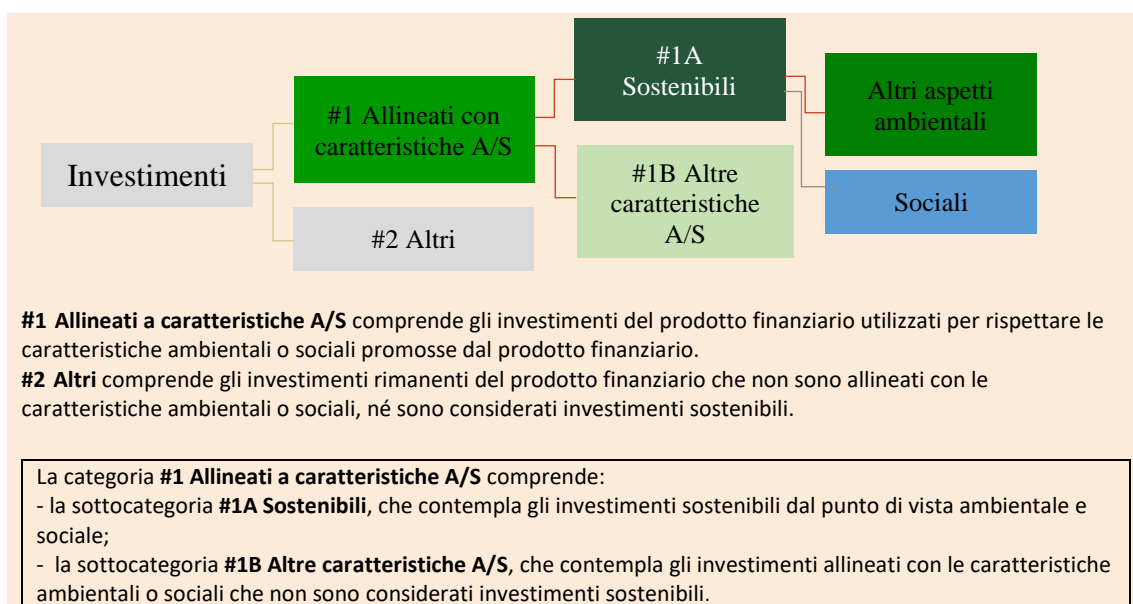 #1A
Sostenibili
Altri aspetti
ambientali
#1 Allineati con
caratteristiche A/S
Investimenti
#1B Altre
caratteristiche
A/S
Sociali
#2 Altri
#1 Allineati a caratteristiche A/S comprende gli investimenti del prodotto finanziario utilizzati per rispettare le
caratteristiche ambientali o sociali promosse dal prodotto finanziario.
#2 Altri comprende gli investimenti rimanenti del prodotto finanziario che non sono allineati con le
caratteristiche ambientali o sociali, né sono considerati investimenti sostenibili.
La categoria #1 Allineati a caratteristiche A/S comprende:
- la sottocategoria #1A Sostenibili, che contempla gli investimenti sostenibili dal punto di vista ambientale e
sociale;
- la sottocategoria #1B Altre caratteristiche A/S, che contempla gli investimenti allineati con le caratteristiche
ambientali o sociali che non sono considerati investimenti sostenibili.